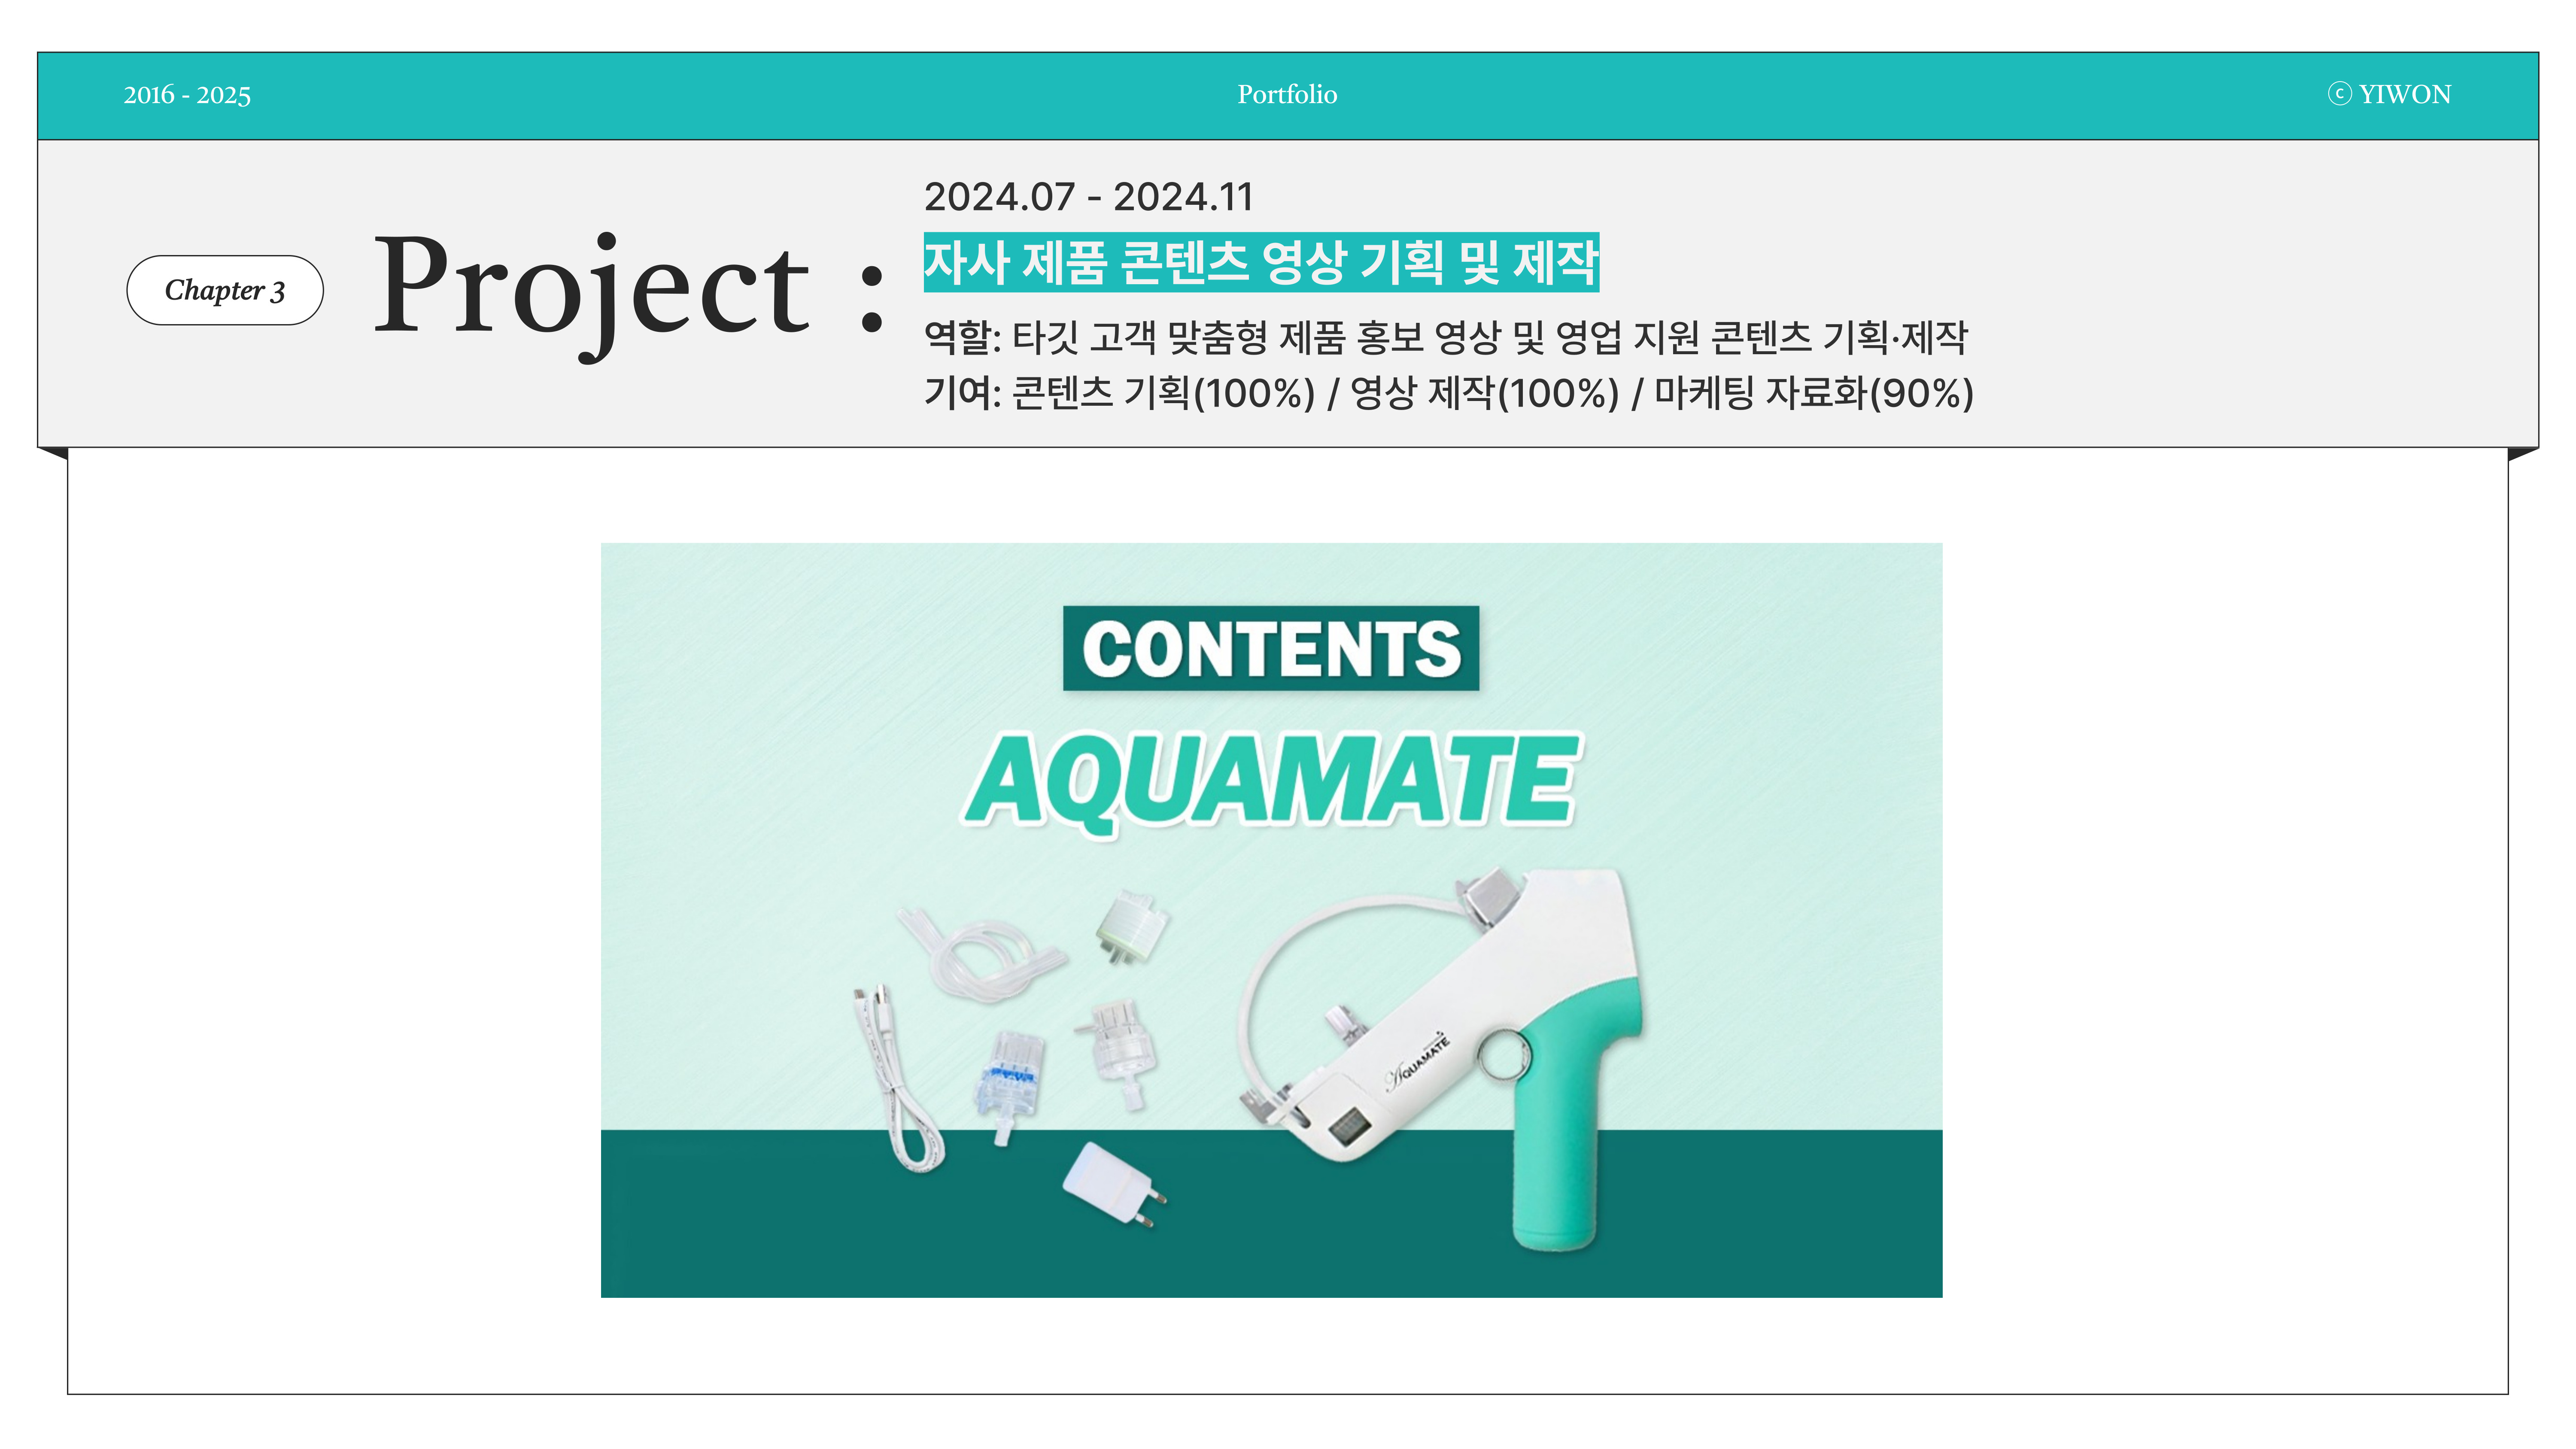 2016 - 2025
Portfolio
ⓒ YIWON
Chapter 3
Project :
2024.07 - 2024.11
자사 제품 콘텐츠 영상 기획 및 제작
역할: 타깃 고객 맞춤형 제품 홍보 영상 및 영업 지원 콘텐츠 기획·제작
기여: 콘텐츠 기획(100%) / 영상 제작(100%) / 마케팅 자료화(90%)
CONTENTS
AQUAMATE
AQUAMATE